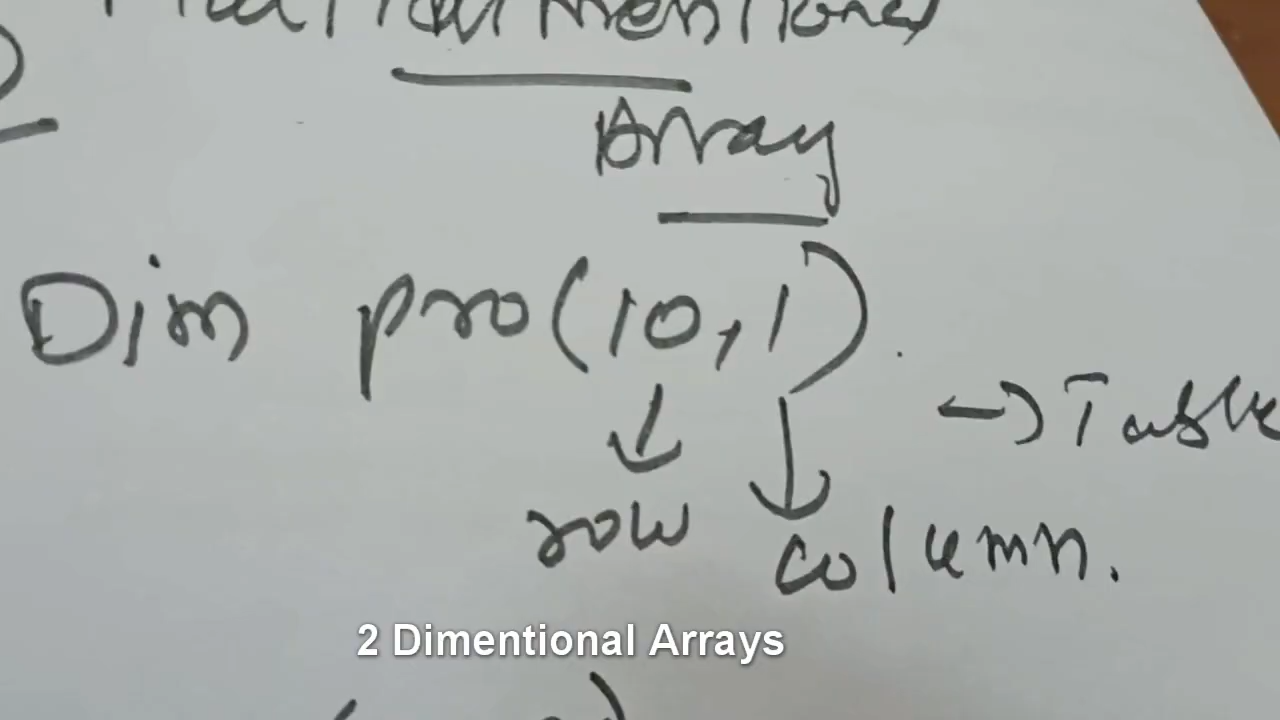 Array
Dim pro(10,1)
→ Table
row
column.
2 Dimentional Arrays